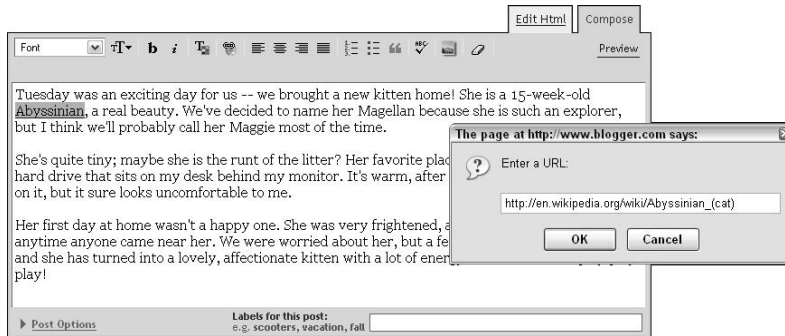 Edit Html Compose
Font T b i ABC Preview
Tuesday was an exciting day for us -- we brought a new kitten home! She is a 15-week-old
Abyssinian, a real beauty. We've decided to name her Magellan because she is such an explorer,
but I think we'll probably call her Maggie most of the time.
The page at http://www.blogger.com says:
Enter a URL:
http://en.wikipedia.org/wiki/Abyssinian_(cat)
OK Cancel
She's quite tiny; maybe she is the runt of the litter? Her favorite
hard drive that sits on my desk behind my monitor. It's warm, after
on it, but it sure looks uncomfortable to me.
Her first day at home wasn't a happy one. She was very frightened,
anytime anyone came near her. We were worried about her, but a
and she has turned into a lovely, affectionate kitten with a lot of
play!
Post Options
Labels for this post:
e.g. scooters, vacation, fall